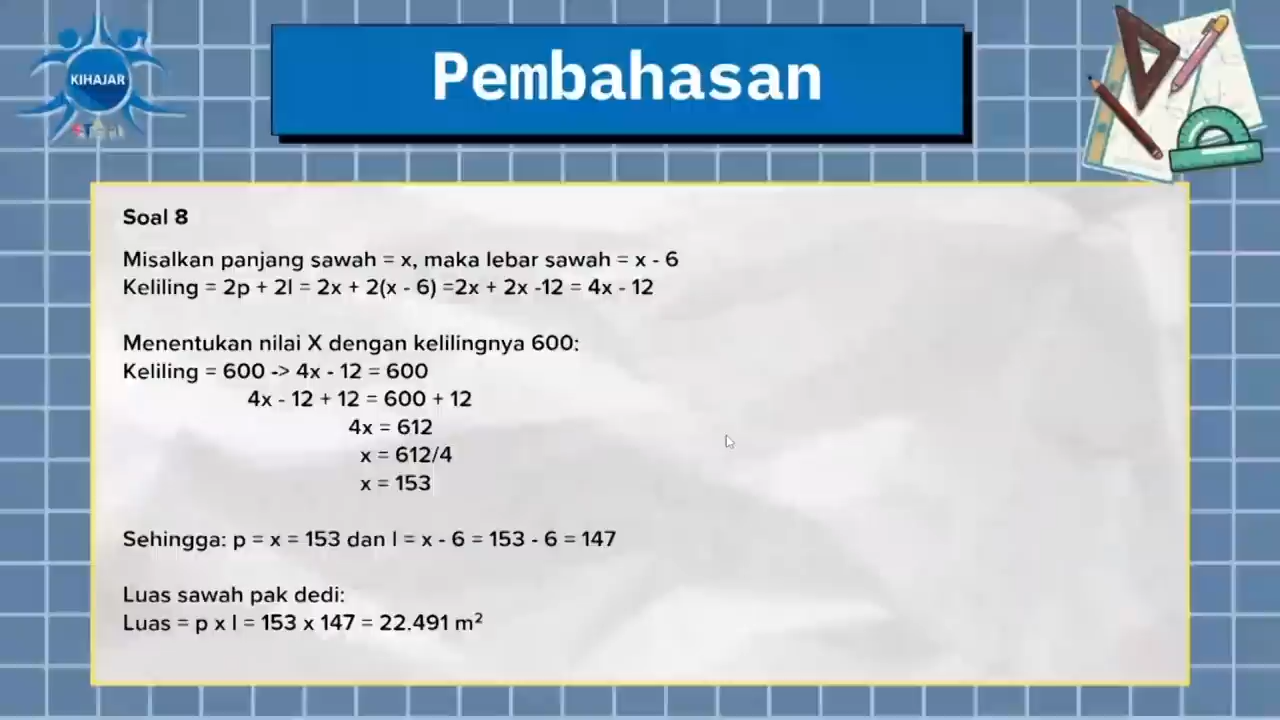 KIHAJAR
STEM
Pembahasan
Soal 8
Misalkan panjang sawah = x, maka lebar sawah = x - 6
Keliling = 2p + 2l = 2x + 2(x - 6) =2x + 2x -12 = 4x - 12
Menentukan nilai X dengan kelilingnya 600:
Keliling = 600 -> 4x - 12 = 600
4x - 12 + 12 = 600 + 12
4x = 612
x = 612/4
x = 153
Sehingga: p = x = 153 dan l = x - 6 = 153 - 6 = 147
Luas sawah pak dedi:
Luas = p x l = 153 x 147 = 22.491 m²